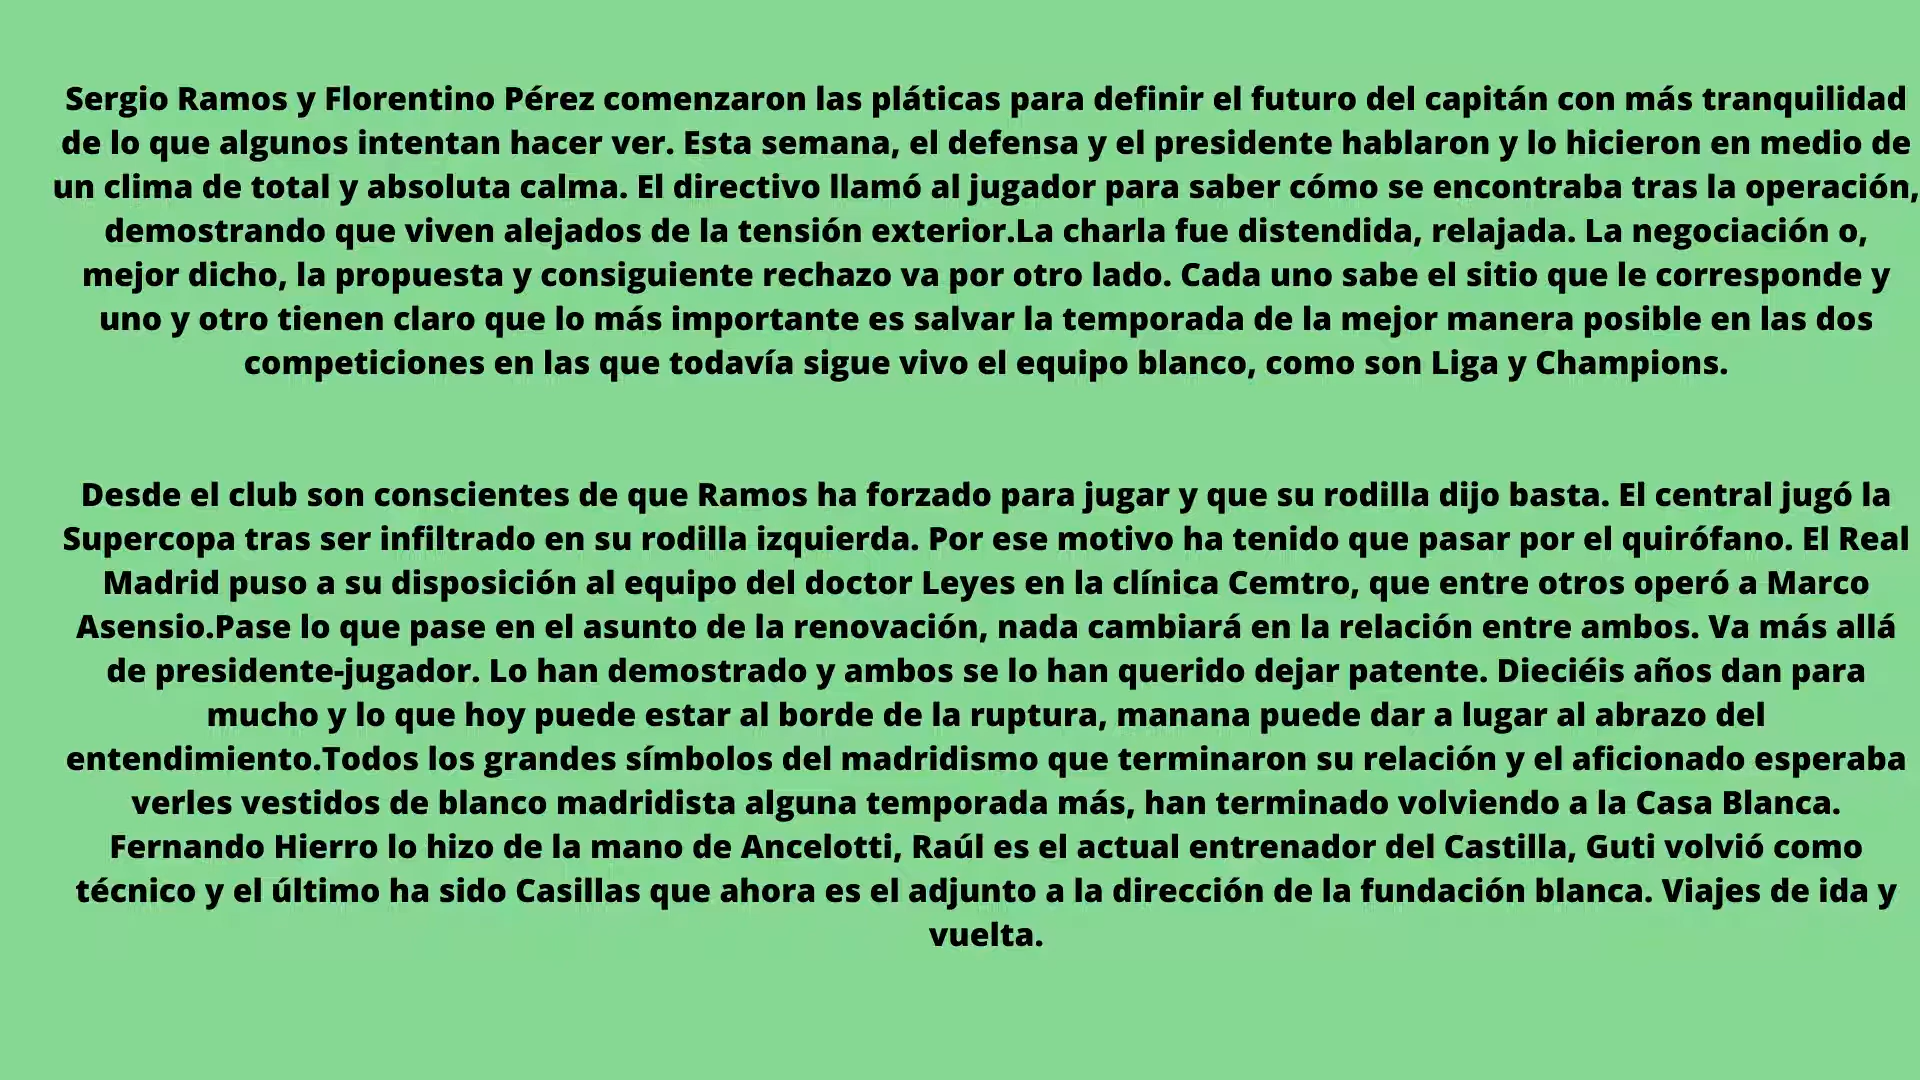 Sergio Ramos y Florentino Pérez comenzaron las pláticas para definir el futuro del capitán con más tranquilidad
de lo que algunos intentan hacer ver. Esta semana, el defensa y el presidente hablaron y lo hicieron en medio de
un clima de total y absoluta calma. El directivo llamó al jugador para saber cómo se encontraba tras la operación,
demostrando que viven alejados de la tensión exterior.La charla fue distendida, relajada. La negociación o,
mejor dicho, la propuesta y consiguiente rechazo va por otro lado. Cada uno sabe el sitio que le corresponde y
uno y otro tienen claro que lo más importante es salvar la temporada de la mejor manera posible en las dos
competiciones en las que todavía sigue vivo el equipo blanco, como son Liga y Champions.
Desde el club son conscientes de que Ramos ha forzado para jugar y que su rodilla dijo basta. El central jugó la
Supercopa tras ser infiltrado en su rodilla izquierda. Por ese motivo ha tenido que pasar por el quirófano. El Real
Madrid puso a su disposición al equipo del doctor Leyes en la clínica Cemtro, que entre otros operó a Marco
Asensio.Pase lo que pase en el asunto de la renovación, nada cambiará en la relación entre ambos. Va más allá
de presidente-jugador. Lo han demostrado y ambos se lo han querido dejar patente. Dieciéis años dan para
mucho y lo que hoy puede estar al borde de la ruptura, manana puede dar a lugar al abrazo del
entendimiento.Todos los grandes símbolos del madridismo que terminaron su relación y el aficionado esperaba
verles vestidos de blanco madridista alguna temporada más, han terminado volviendo a la Casa Blanca.
Fernando Hierro lo hizo de la mano de Ancelotti, Raúl es el actual entrenador del Castilla, Guti volvió como
técnico y el último ha sido Casillas que ahora es el adjunto a la dirección de la fundación blanca. Viajes de ida y
vuelta.